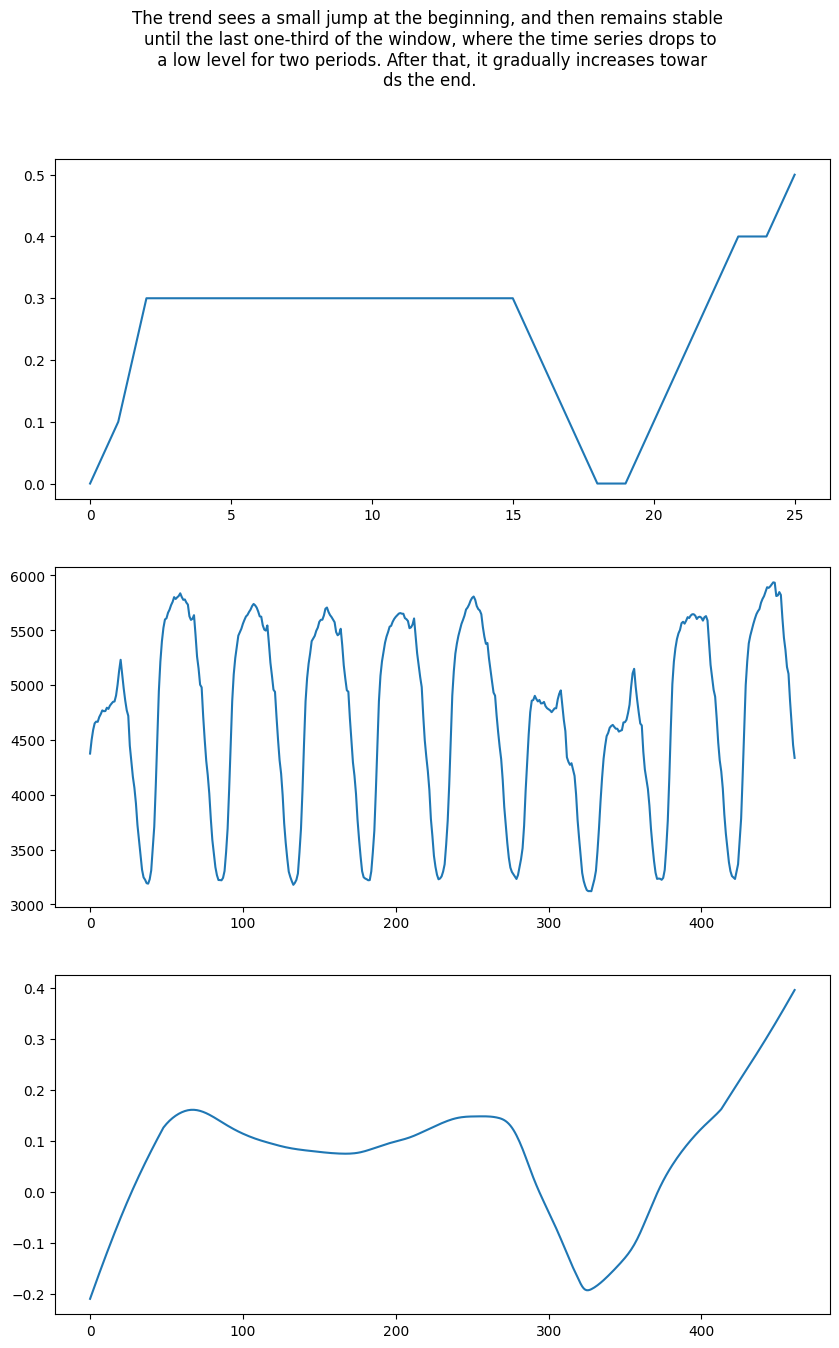 The trend sees a small jump at the beginning, and then remains stable
until the last one-third of the window, where the time series drops to
a low level for two periods. After that, it gradually increases towar
ds the end.
0.5
0.4
0.3
0.2
0.1
0.0
0 5 10 15 20 25
6000
5500
5000
4500
4000
3500
3000
0 100 200 300 400
0.4
0.3
0.2
0.1
0.0
−0.1
−0.2
0 100 200 300 400